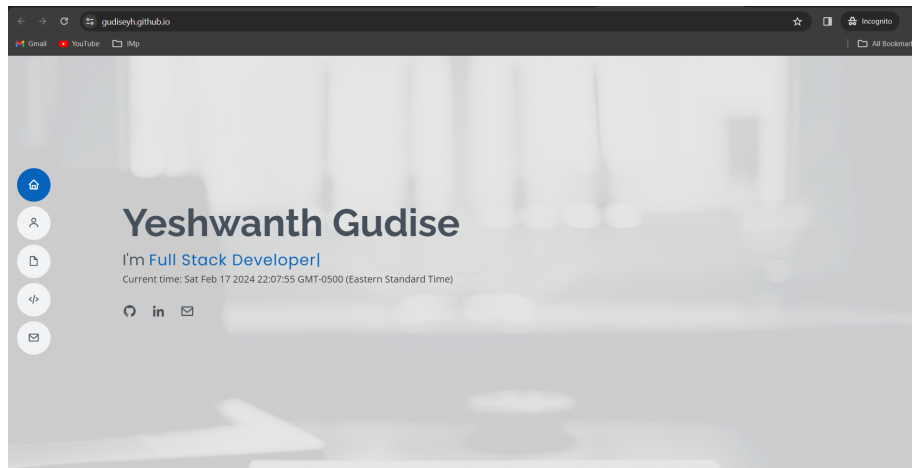 gudiseyh.github.io
Incognito
Gmail YouTube IMp All Bookmar
Yeshwanth Gudise
I'm Full Stack Developer|
Current time: Sat Feb 17 2024 22:07:55 GMT-0500 (Eastern Standard Time)
in